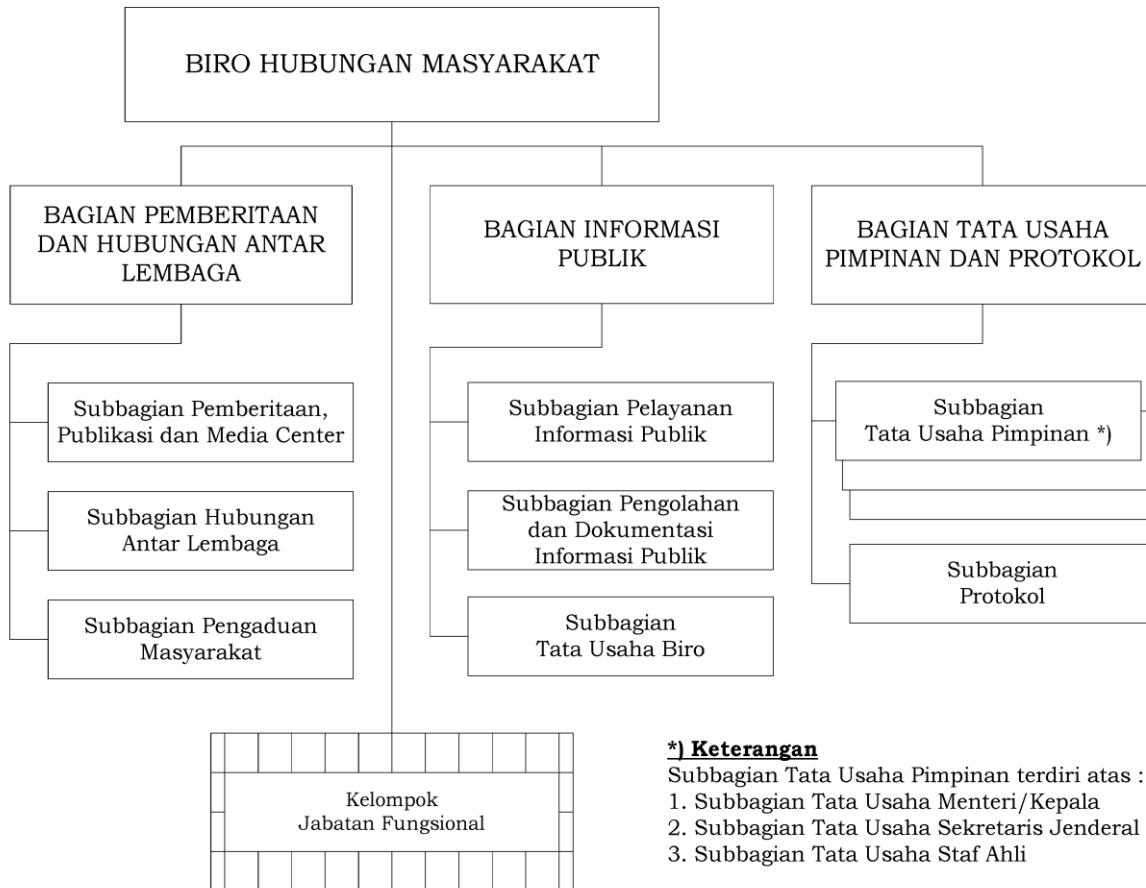 BIRO HUBUNGAN MASYARAKAT
BAGIAN PEMBERITAAN
DAN HUBUNGAN ANTAR
LEMBAGA
BAGIAN INFORMASI
PUBLIK
BAGIAN TATA USAHA
PIMPINAN DAN PROTOKOL
Subbagian Pemberitaan,
Publikasi dan Media Center
Subbagian Hubungan
Antar Lembaga
Subbagian Pengaduan
Masyarakat
Subbagian Pelayanan
Informasi Publik
Subbagian Pengolahan
dan Dokumentasi
Informasi Publik
Subbagian
Tata Usaha Biro
Subbagian
Tata Usaha Pimpinan *)
Subbagian
Protokol
Kelompok
Jabatan Fungsional
*) Keterangan
Subbagian Tata Usaha Pimpinan terdiri atas :
1. Subbagian Tata Usaha Menteri/Kepala
2. Subbagian Tata Usaha Sekretaris Jenderal
3. Subbagian Tata Usaha Staf Ahli